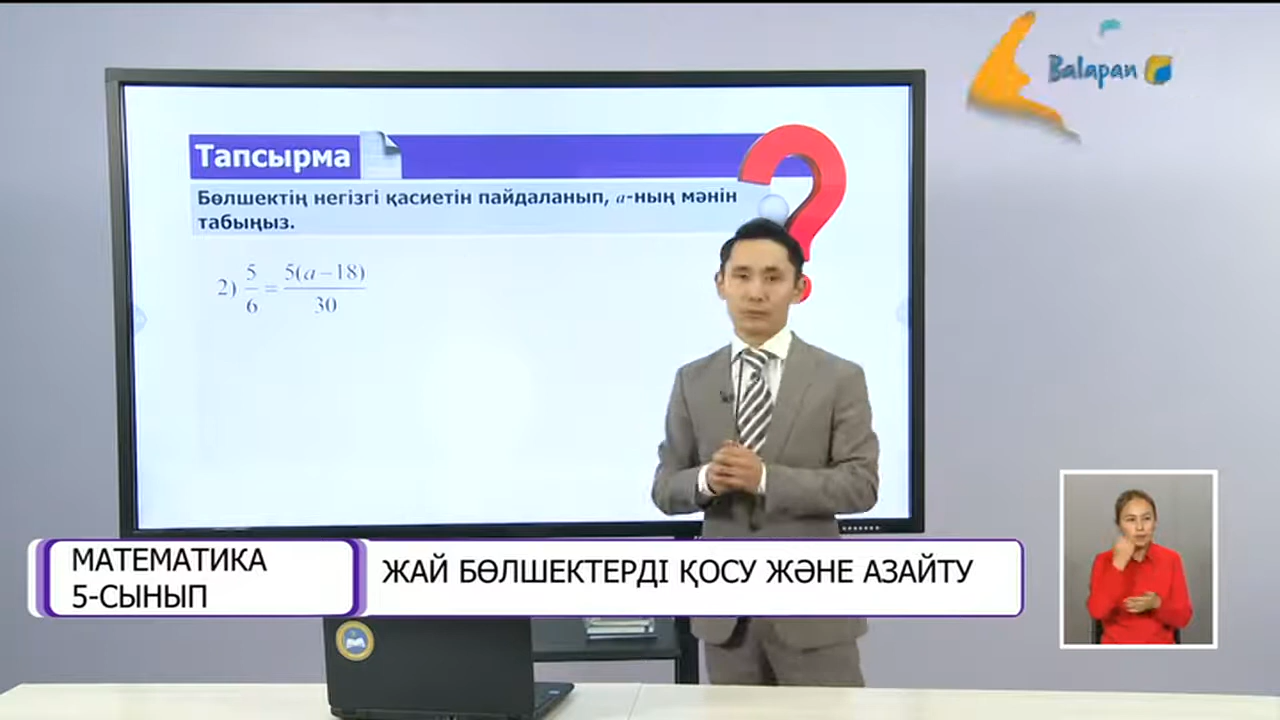 Balapan
Тапсырма
Бөлшектің негізгі қасиетін пайдаланып, a-ның мәнін
табыңыз.
2) 5/6 = 5(a–18)/30
МАТЕМАТИКА
5-СЫНЫП
ЖАЙ БӨЛШЕКТЕРДІ ҚОСУ ЖӘНЕ АЗАЙТУ